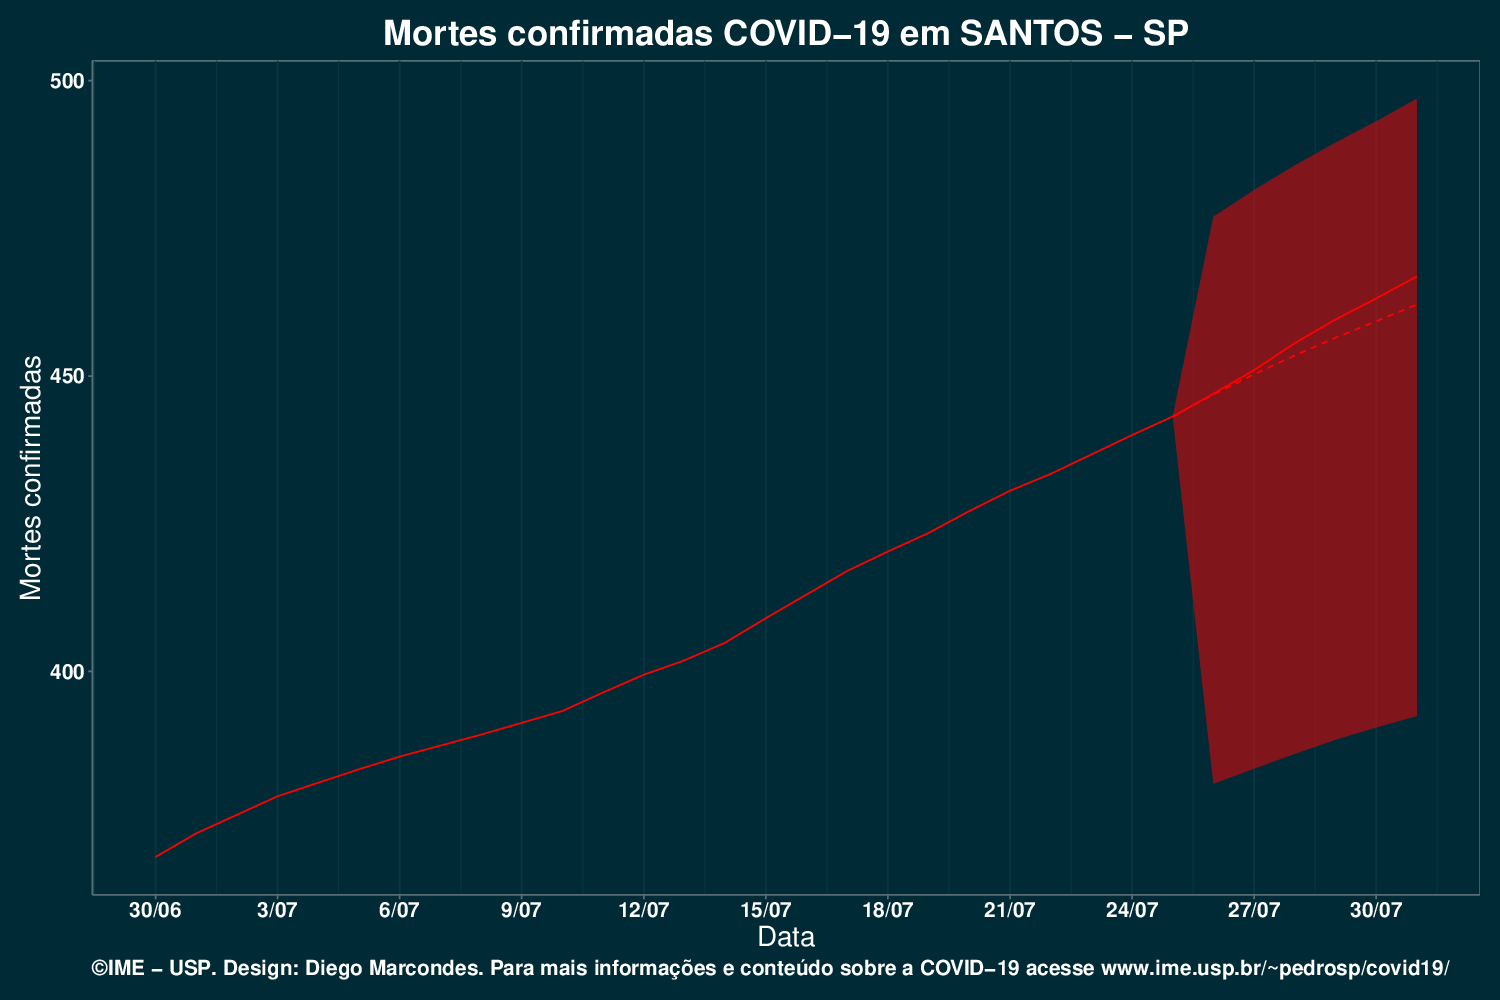 Mortes confirmadas COVID−19 em SANTOS − SP
Mortes confirmadas
500
450
400
30/06 3/07 6/07 9/07 12/07 15/07 18/07 21/07 24/07 27/07 30/07
Data
©IME − USP. Design: Diego Marcondes. Para mais informações e conteúdo sobre a COVID−19 acesse www.ime.usp.br/~pedrosp/covid19/